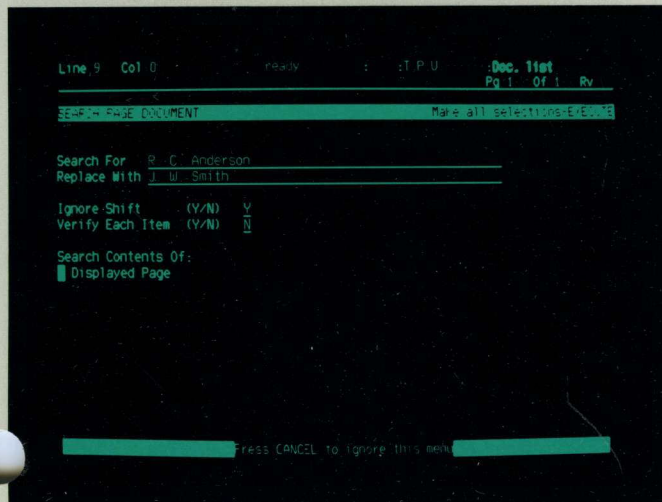 Line 9 Col 0 ready : :T P U :Doc. list
Pg 1 Of 1 Rv
SEARCH PAGE DOCUMENT Make all selections-EXECUTE
Search For R. C. Anderson
Replace With J. W. Smith
Ignore Shift (Y/N) Y
Verify Each Item (Y/N) N
Search Contents Of:
Displayed Page
Press CANCEL to ignore this menu